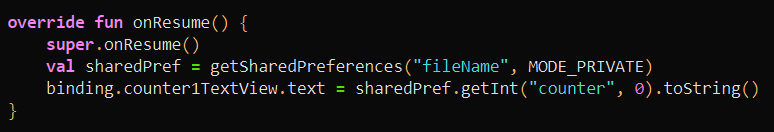 override fun onResume() {
    super.onResume()
    val sharedPref = getSharedPreferences("fileName", MODE_PRIVATE)
    binding.counter1TextView.text = sharedPref.getInt("counter", 0).toString()
}